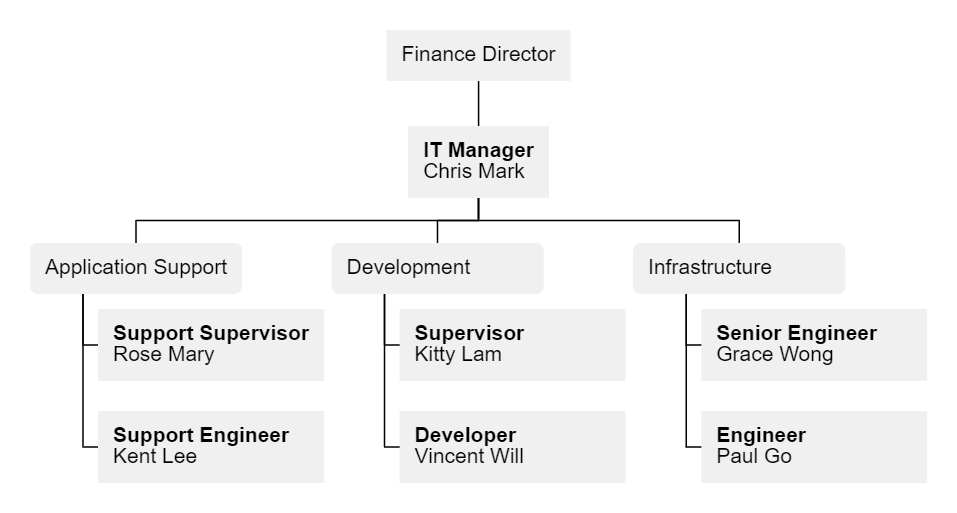 Finance Director
IT Manager
Chris Mark
Application Support
Development
Infrastructure
Support Supervisor
Rose Mary
Supervisor
Kitty Lam
Senior Engineer
Grace Wong
Support Engineer
Kent Lee
Developer
Vincent Will
Engineer
Paul Go